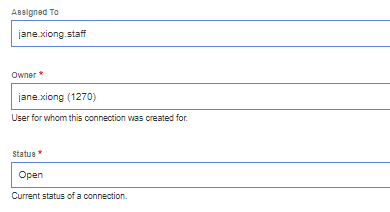 Assigned To
jane.xiong.staff
Owner *
jane.xiong (1270)
User for whom this connection was created for.
Status *
Open
Current status of a connection.